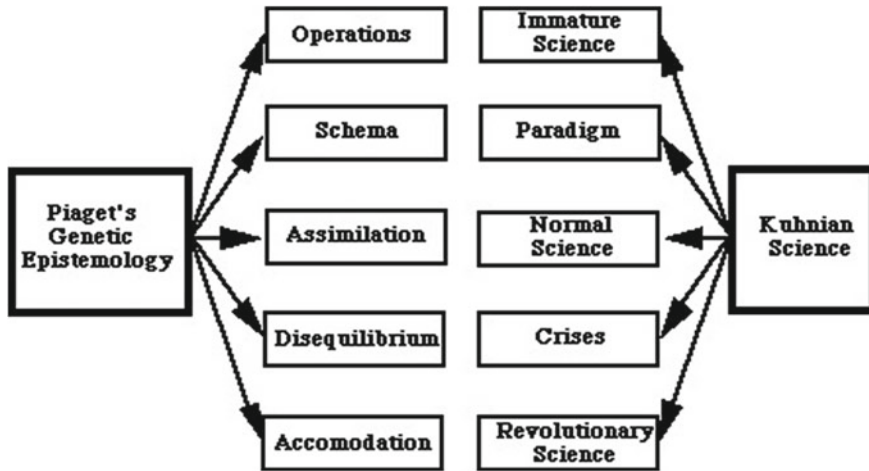 Operations
Immature
Science
Schema
Paradigm
Piaget's
Genetic
Epistemology
Assimilation
Normal
Science
Kuhnian
Science
Disequilibrium
Crises
Accomodation
Revolutionary
Science